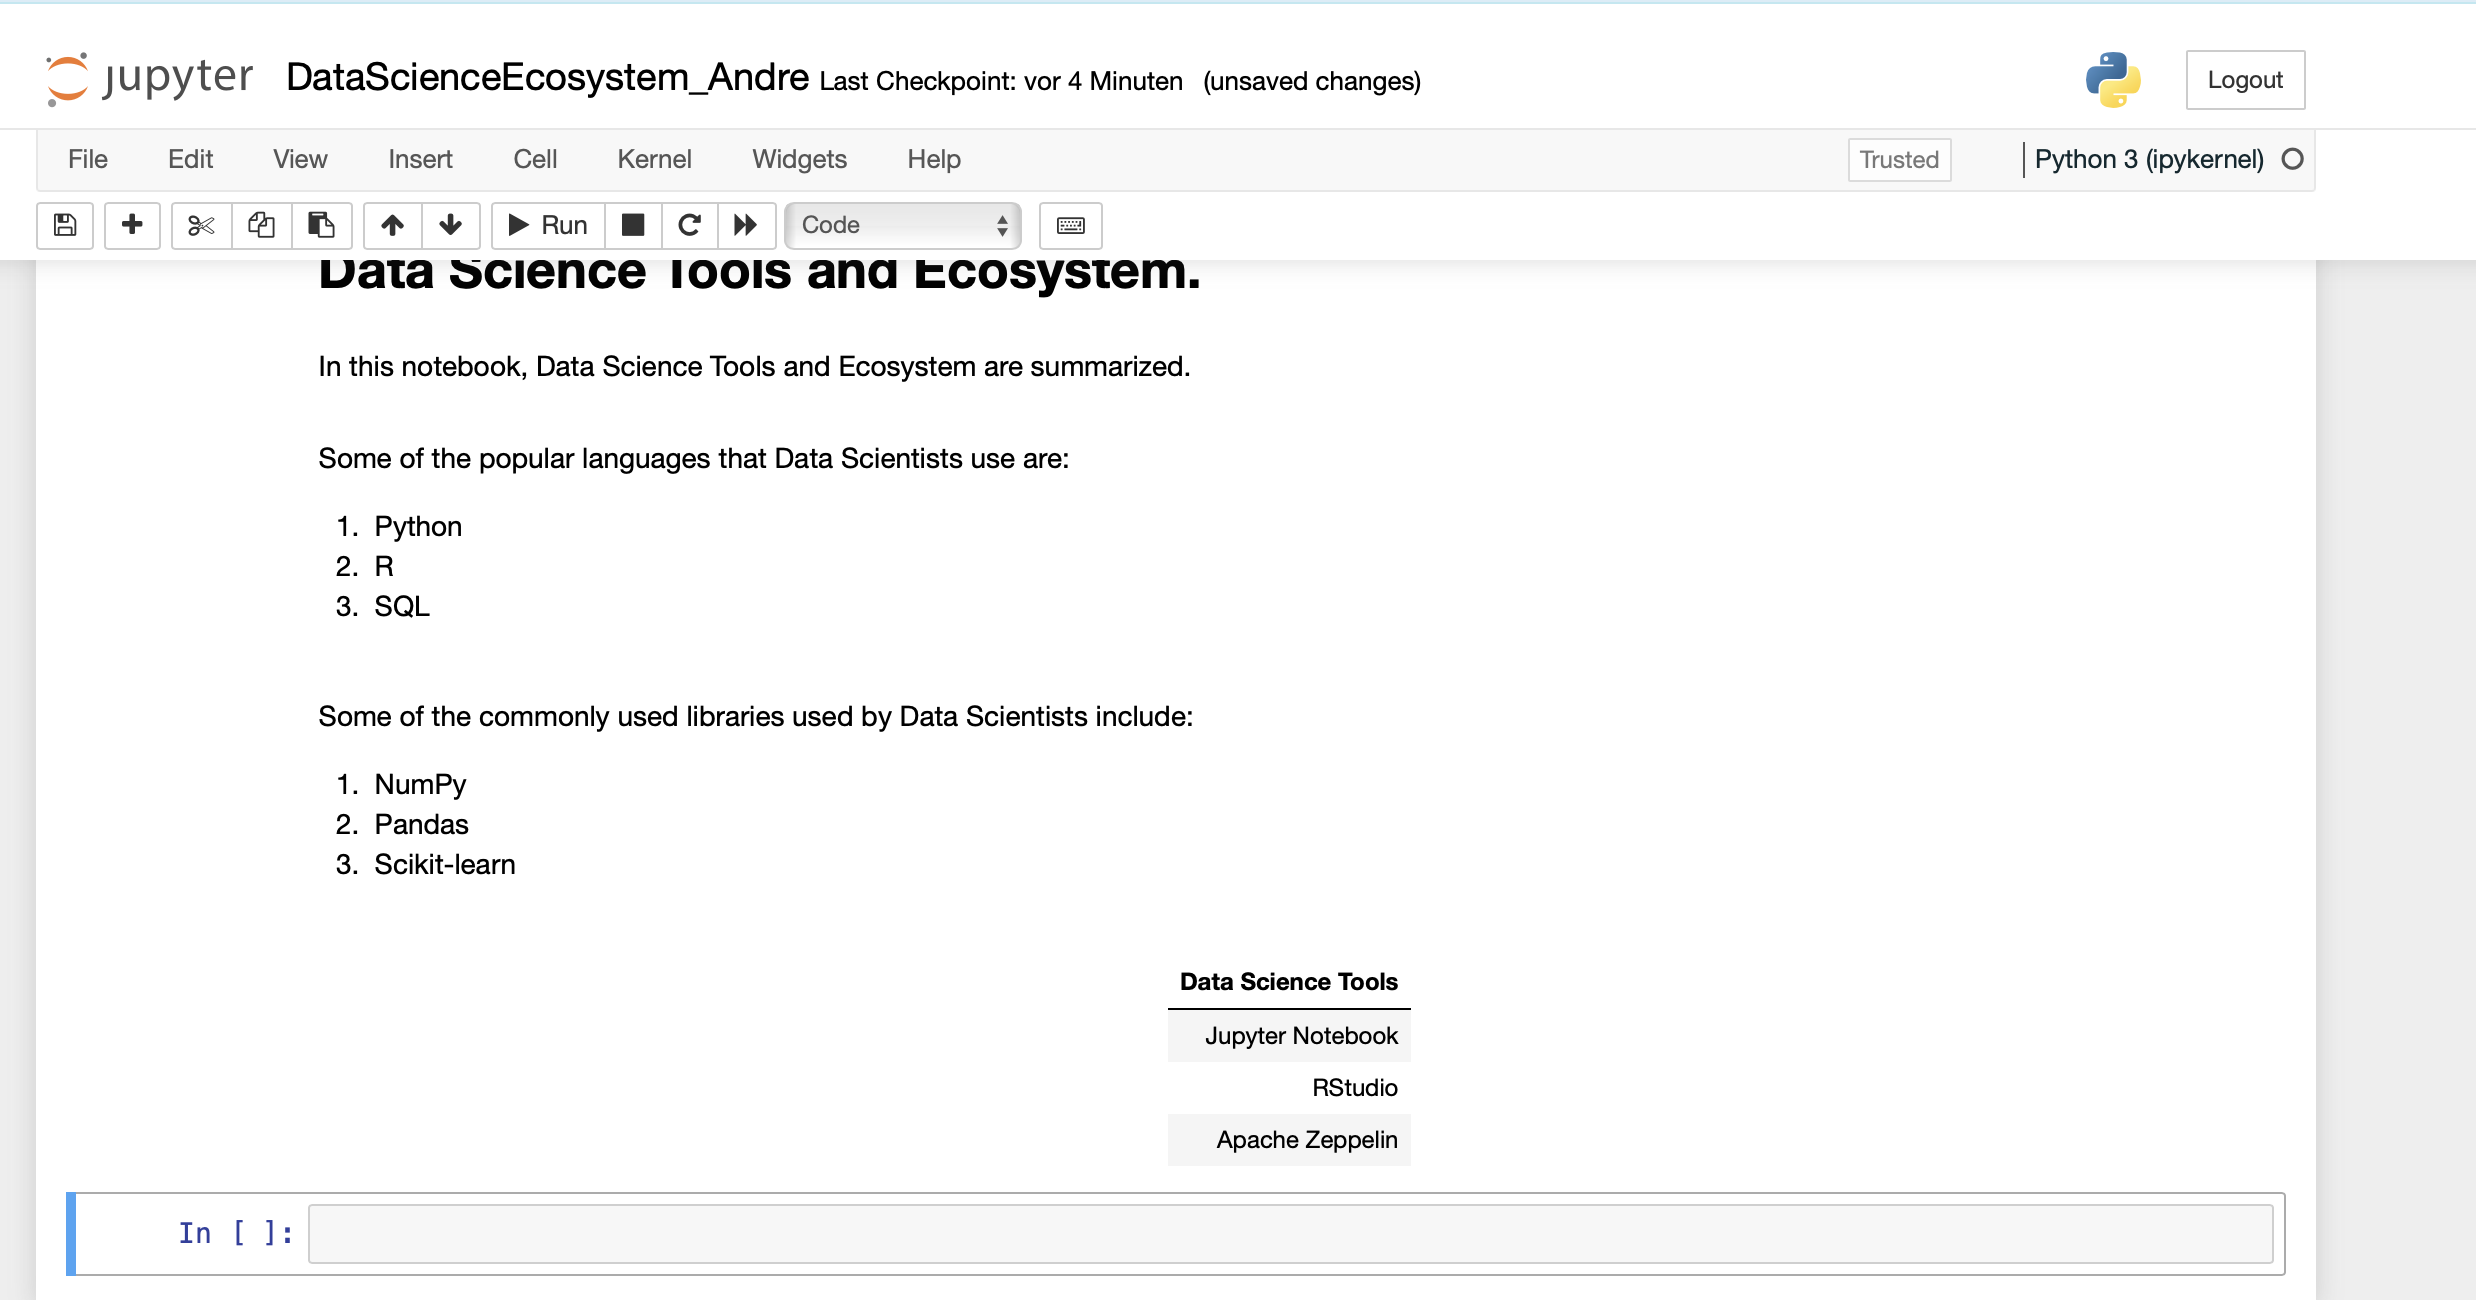 jupyter DataScienceEcosystem_Andre Last Checkpoint: vor 4 Minuten (unsaved changes)
Logout
File Edit View Insert Cell Kernel Widgets Help
Trusted
Python 3 (ipykernel)
Run
Code
Data Science Tools and Ecosystem.
In this notebook, Data Science Tools and Ecosystem are summarized.
Some of the popular languages that Data Scientists use are:
1. Python
2. R
3. SQL
Some of the commonly used libraries used by Data Scientists include:
1. NumPy
2. Pandas
3. Scikit-learn
Data Science Tools
Jupyter Notebook
RStudio
Apache Zeppelin
In [ ]: